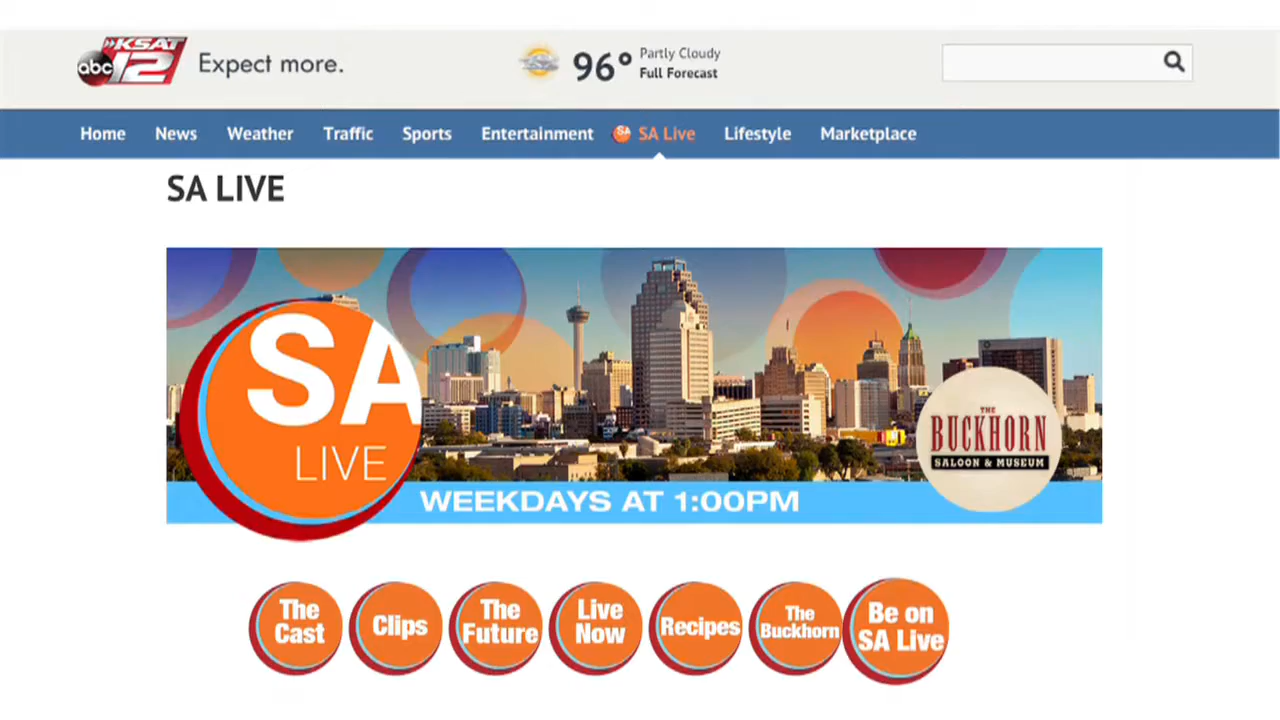 KSAT
abc 12
Expect more.
96°
Partly Cloudy
Full Forecast
Home News Weather Traffic Sports Entertainment SA SA Live Lifestyle Marketplace
SA LIVE
SA
LIVE
THE
BUCKHORN
SALOON & MUSEUM
WEEKDAYS AT 1:00PM
The
Cast
Clips
The
Future
Live
Now
Recipes
The
Buckhorn
Be on
SA Live